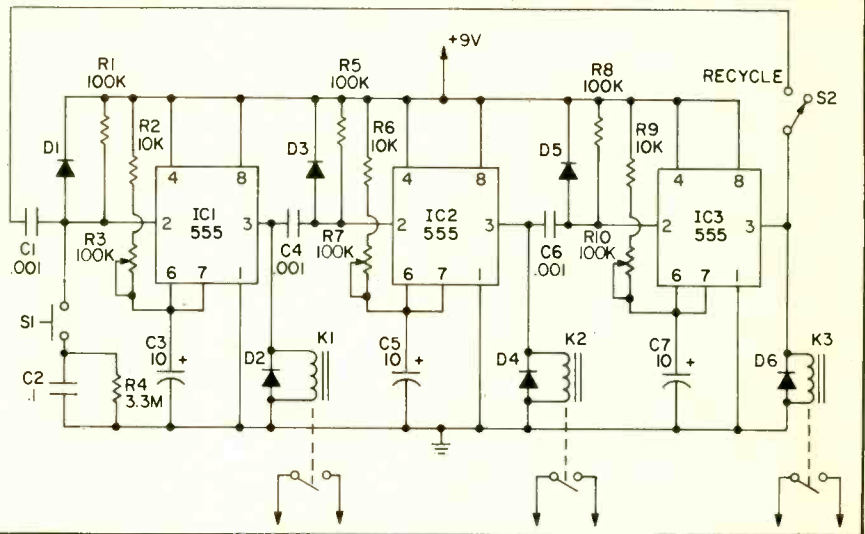 +9V
RECYCLE
S2
R1
100K
R5
100K
R8
100K
R2
10K
R6
10K
R9
10K
D1
D3
D5
4 8
4 8
4 8
2 IC1 3
555
2 IC2 3
555
2 IC3 3
555
C1
.001
R3
100K
C4
.001
R7
100K
C6
.001
R10
100K
6 7 1
6 7 1
6 7 1
S1
C2
.1
R4
3.3M
C3
10 +
D2
K1
C5
10 +
D4
K2
C7
10 +
D6
K3